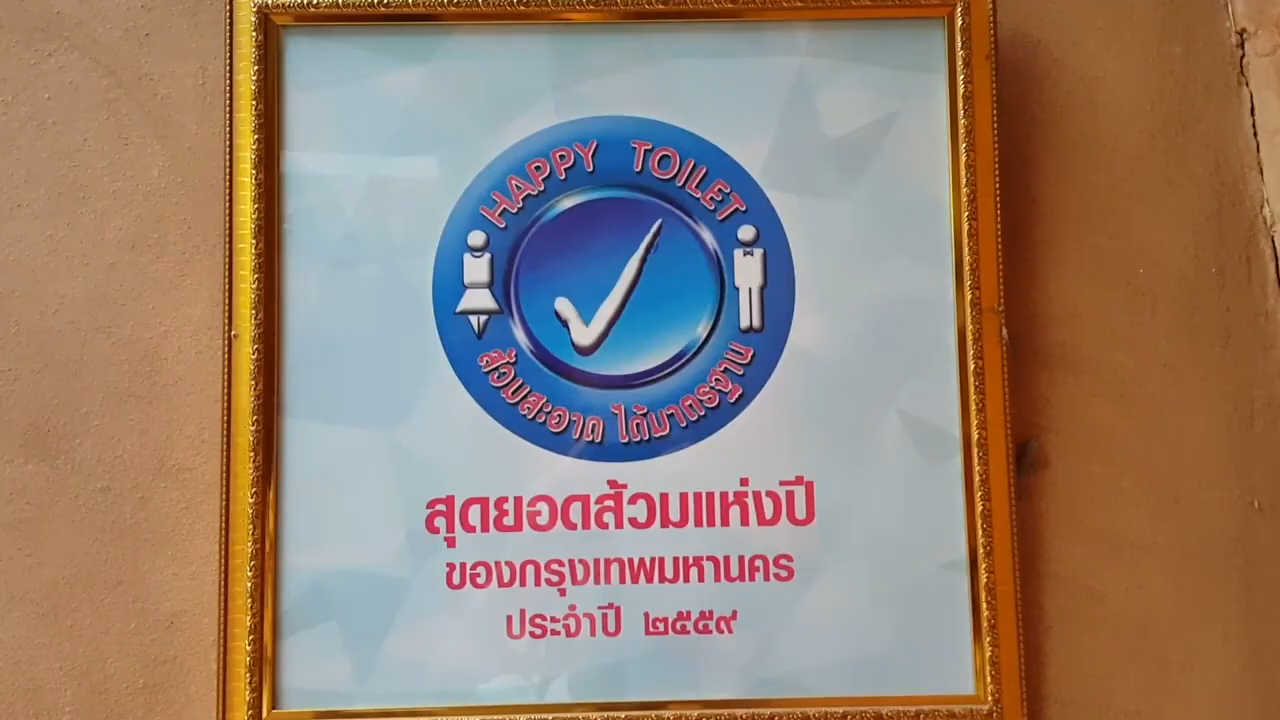 HAPPY TOILET
ส้วมสะอาด ได้มาตรฐาน
สุดยอดส้วมแห่งปี
ของกรุงเทพมหานคร
ประจำปี ๒๕๕๙